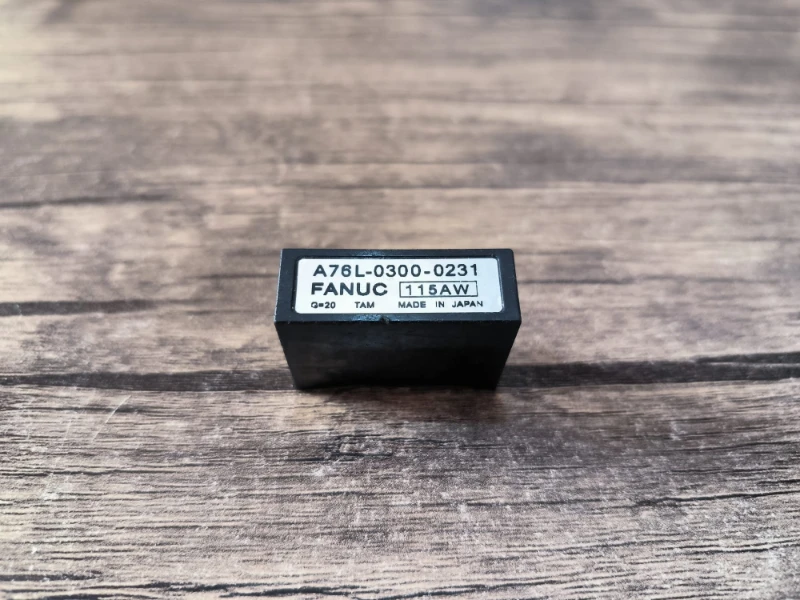 A76L-0300-0231
FANUC 115AW
G=20 TAM MADE IN JAPAN